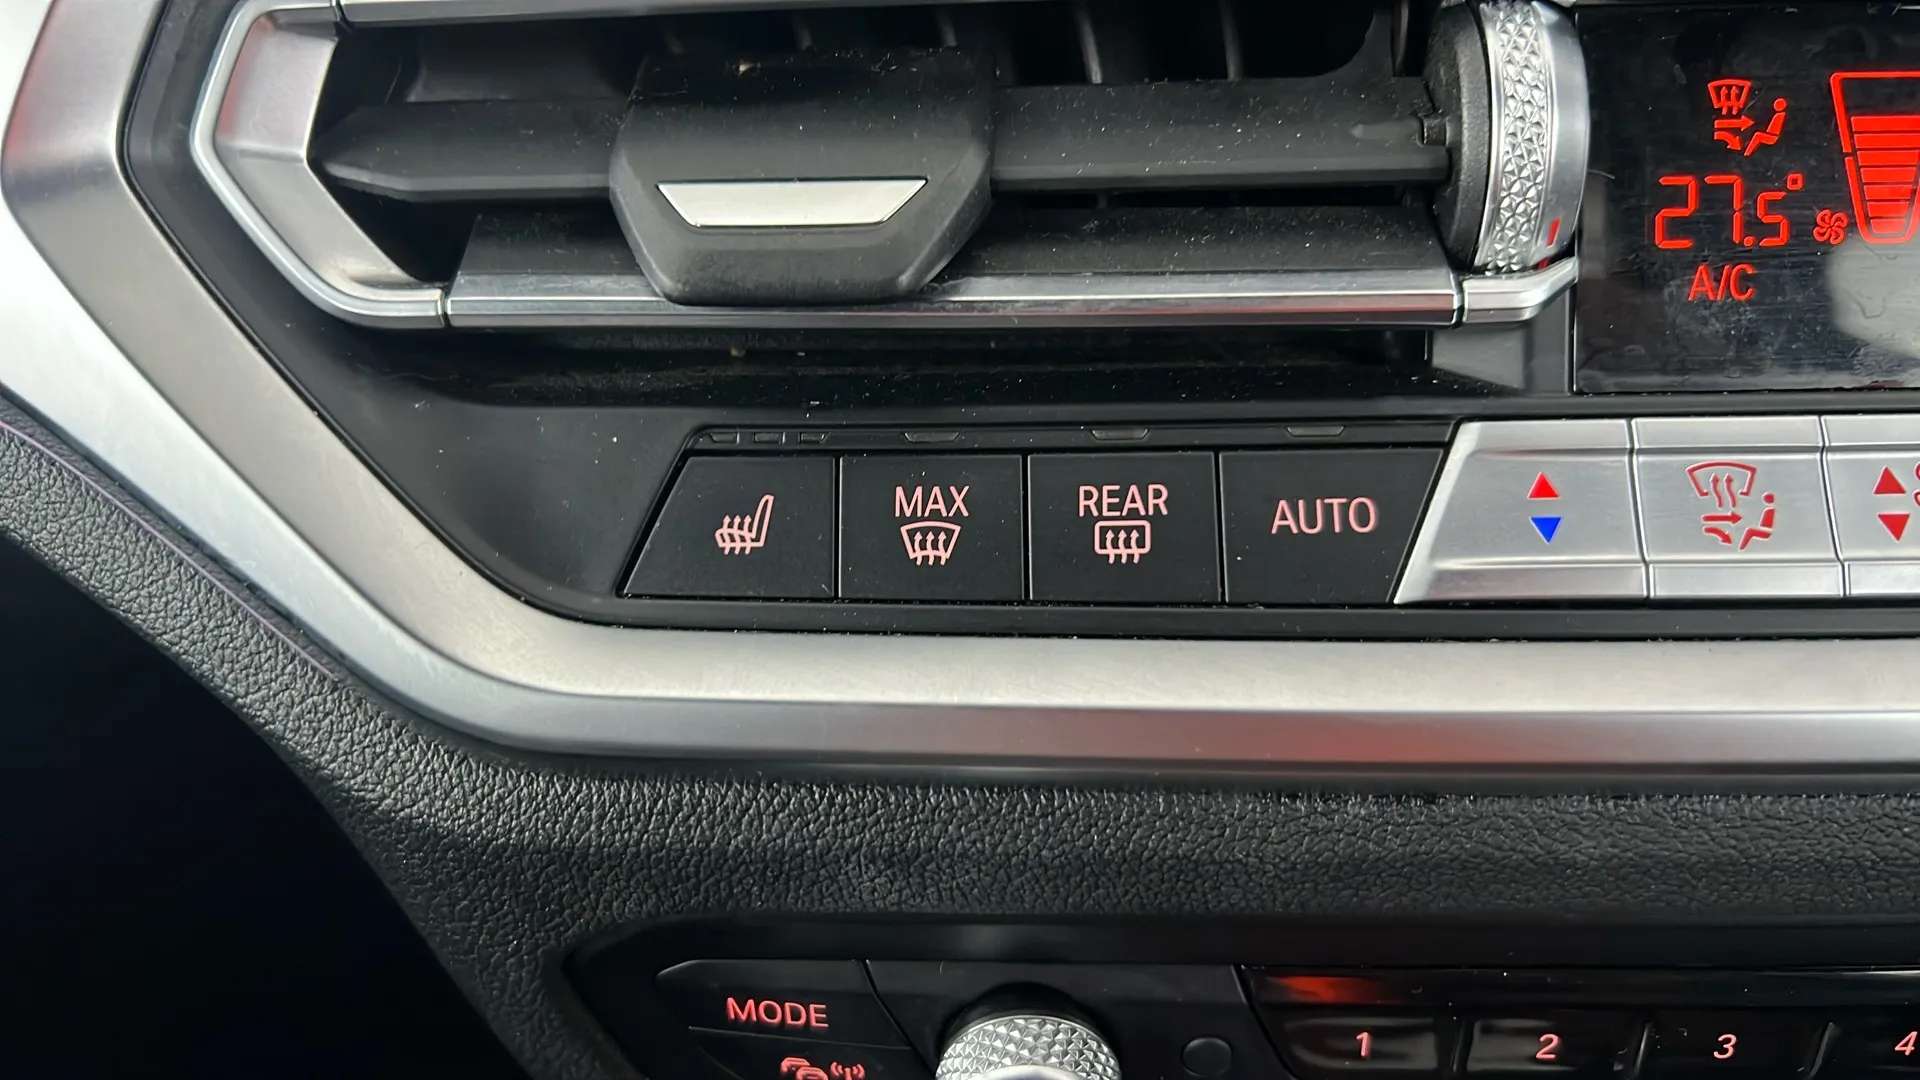 27.5°
A/C
MAX
REAR
AUTO
MODE
1 2 3 4